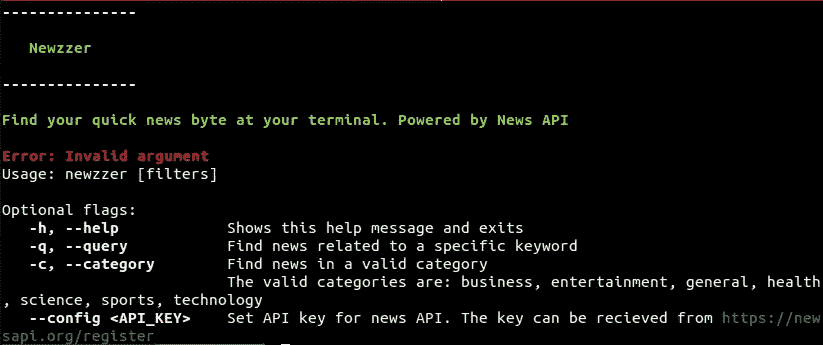 ---------------
Newzzer
---------------
Find your quick news byte at your terminal. Powered by News API
Error: Invalid argument
Usage: newzzer [filters]
Optional flags:
-h, --help Shows this help message and exits
-q, --query Find news related to a specific keyword
-c, --category Find news in a valid category
The valid categories are: business, entertainment, general, health
, science, sports, technology
--config <API_KEY> Set API key for news API. The key can be recieved from https://new
sapi.org/register